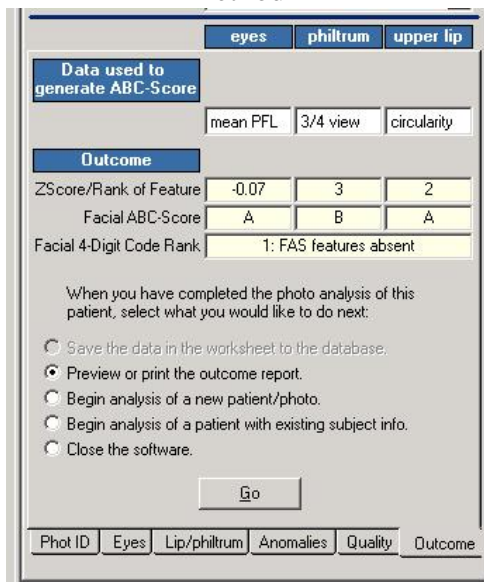 eyes philtrum upper lip
Data used to
generate ABC-Score
mean PFL 3/4 view circularity
Outcome
ZScore/Rank of Feature -0.07 3 2
Facial ABC-Score A B A
Facial 4-Digit Code Rank 1: FAS features absent
When you have completed the photo analysis of this
patient, select what you would like to do next:
Save the data in the worksheet to the database.
Preview or print the outcome report.
Begin analysis of a new patient/photo.
Begin analysis of a patient with existing subject info.
Close the software.
Go
Phot ID Eyes Lip/philtrum Anomalies Quality Outcome